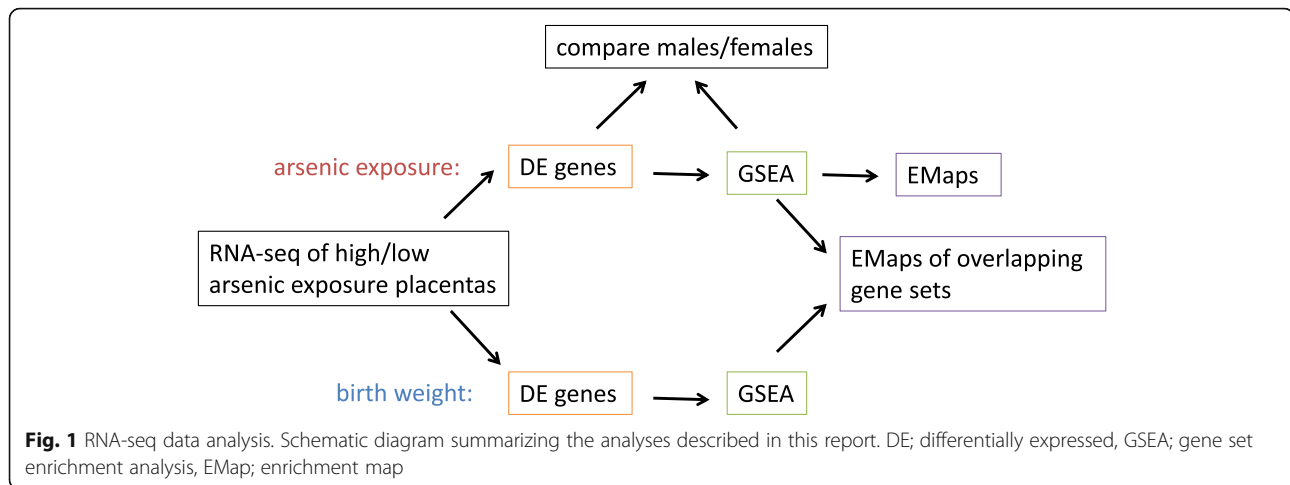 compare males/females
arsenic exposure:
DE genes
GSEA
EMaps
RNA-seq of high/low
arsenic exposure placentas
EMaps of overlapping
gene sets
birth weight:
DE genes
GSEA
Fig. 1 RNA-seq data analysis. Schematic diagram summarizing the analyses described in this report. DE; differentially expressed, GSEA; gene set
enrichment analysis, EMap; enrichment map